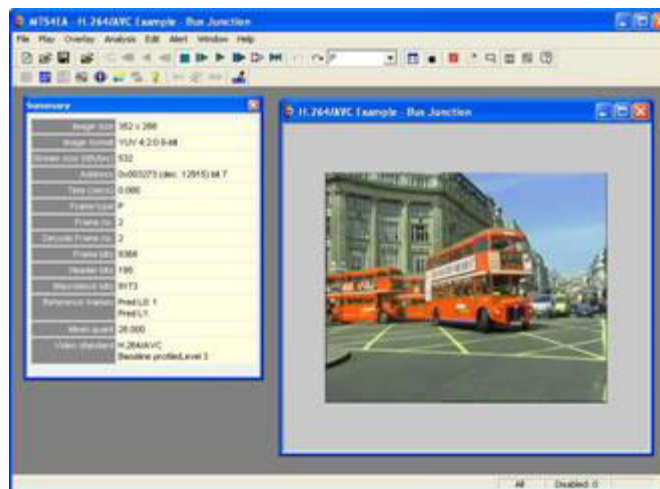 MTS4EA - H.264/AVC Example - Bus Junction
File Play Overlay Analysis Edit Alert Window Help
P
Summary
Image size 352 x 288
Image format YUV 4:2:0 8-bit
Stream size (kBytes) 532
Address 0x003273 (dec. 12915) bit 7
Time (secs) 0.080
Frame type P
Frame no. 2
Decode Frame no. 2
Frame bits 9368
Header bits 195
Macroblock bits 9173
Reference frames Pred L0: 1
Pred L1:
Mean quant 28.000
Video standard H.264/AVC
Baseline profile/Level 3
H.264/AVC Example - Bus Junction
All Disabled: 0